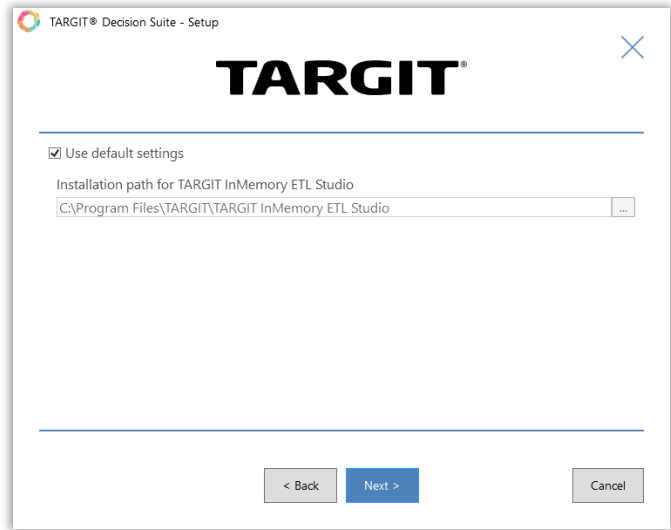 TARGIT® Decision Suite - Setup
TARGIT®
Use default settings
Installation path for TARGIT InMemory ETL Studio
C:\Program Files\TARGIT\TARGIT InMemory ETL Studio
...
< Back
Next >
Cancel